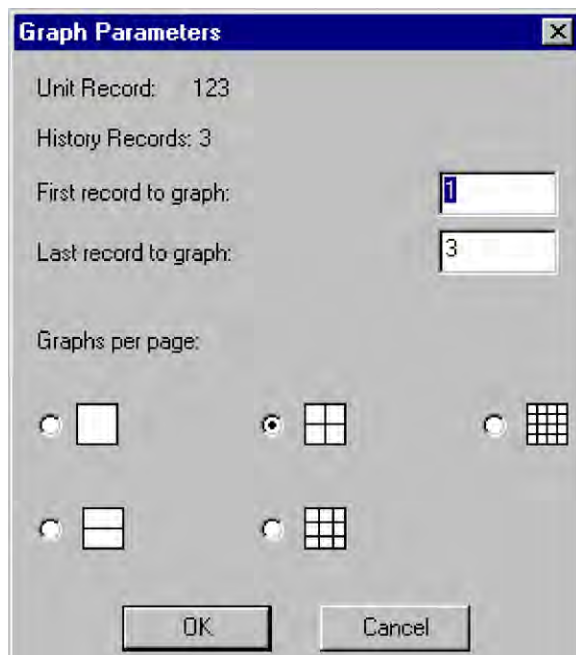 Graph Parameters
Unit Record: 123
History Records: 3
First record to graph: 1
Last record to graph: 3
Graphs per page:
OK Cancel